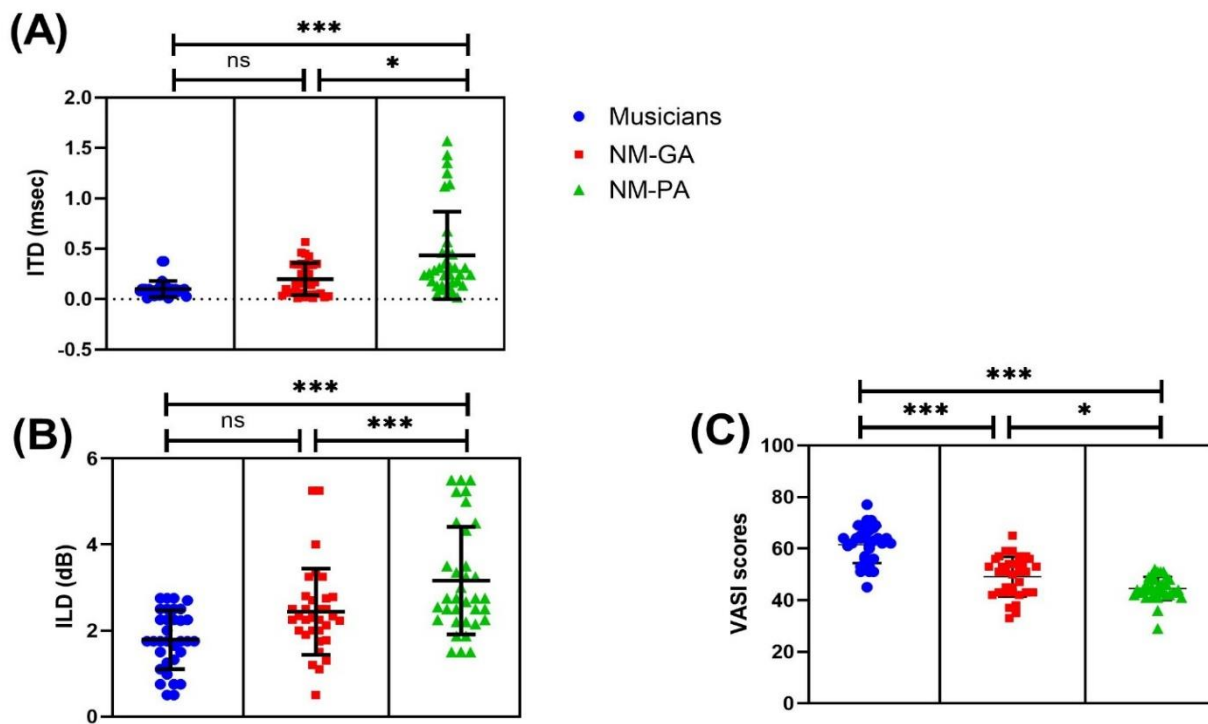 (A)
***
ns
*
2.0
1.5
1.0
0.5
0.0
-0.5
ITD (msec)
Musicians
NM-GA
NM-PA
(B)
***
ns
***
6
4
2
0
ILD (dB)
(C)
***
***
*
100
80
60
40
20
0
VASI scores